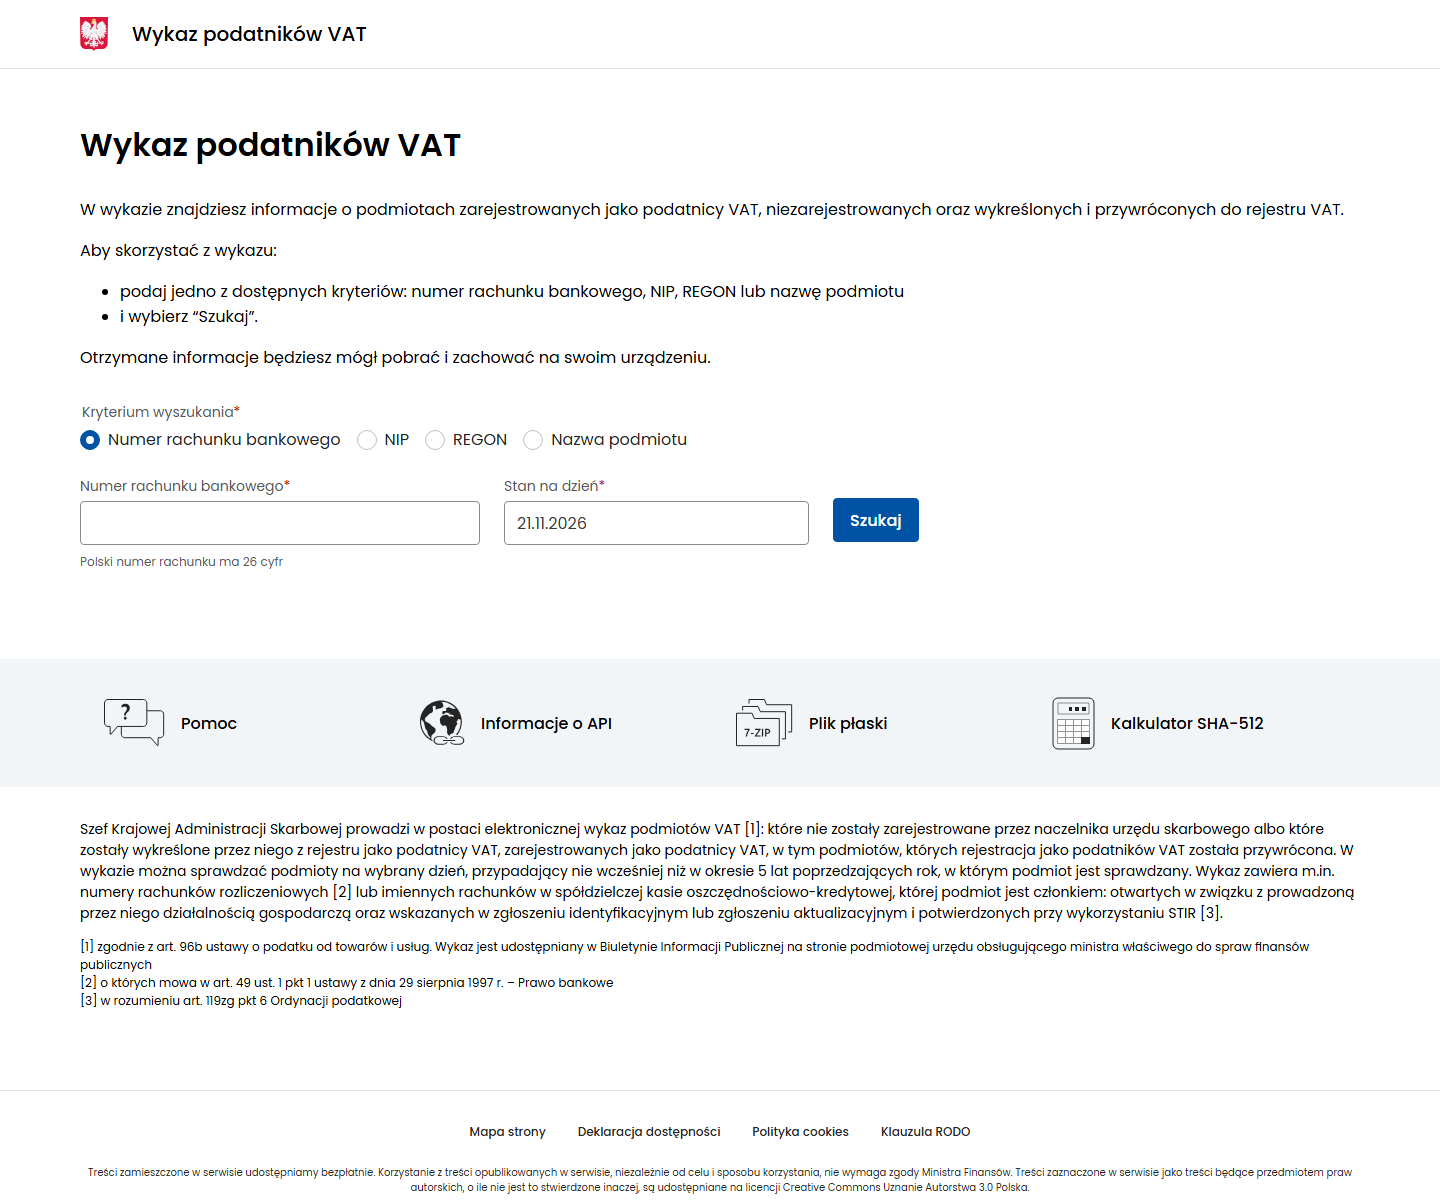 Wykaz podatników VAT
Wykaz podatników VAT
W wykazie znajdziesz informacje o podmiotach zarejestrowanych jako podatnicy VAT, niezarejestrowanych oraz wykreślonych i przywróconych do rejestru VAT.
Aby skorzystać z wykazu:
podaj jedno z dostępnych kryteriów: numer rachunku bankowego, NIP, REGON lub nazwę podmiotu
i wybierz “Szukaj”.
Otrzymane informacje będziesz mógł pobrać i zachować na swoim urządzeniu.
Kryterium wyszukania*
Numer rachunku bankowego NIP REGON Nazwa podmiotu
Numer rachunku bankowego* Stan na dzień*
21.11.2026 Szukaj
Polski numer rachunku ma 26 cyfr
? Pomoc Informacje o API 7-ZIP Plik płaski Kalkulator SHA-512
Szef Krajowej Administracji Skarbowej prowadzi w postaci elektronicznej wykaz podmiotów VAT [1]: które nie zostały zarejestrowane przez naczelnika urzędu skarbowego albo które
zostały wykreślone przez niego z rejestru jako podatnicy VAT, zarejestrowanych jako podatnicy VAT, w tym podmiotów, których rejestracja jako podatników VAT została przywrócona. W
wykazie można sprawdzać podmioty na wybrany dzień, przypadający nie wcześniej niż w okresie 5 lat poprzedzających rok, w którym podmiot jest sprawdzany. Wykaz zawiera m.in.
numery rachunków rozliczeniowych [2] lub imiennych rachunków w spółdzielczej kasie oszczędnościowo-kredytowej, której podmiot jest członkiem: otwartych w związku z prowadzoną
przez niego działalnością gospodarczą oraz wskazanych w zgłoszeniu identyfikacyjnym lub zgłoszeniu aktualizacyjnym i potwierdzonych przy wykorzystaniu STIR [3].
[1] zgodnie z art. 96b ustawy o podatku od towarów i usług. Wykaz jest udostępniany w Biuletynie Informacji Publicznej na stronie podmiotowej urzędu obsługującego ministra właściwego do spraw finansów
publicznych
[2] o których mowa w art. 49 ust. 1 pkt 1 ustawy z dnia 29 sierpnia 1997 r. – Prawo bankowe
[3] w rozumieniu art. 119zg pkt 6 Ordynacji podatkowej
Mapa strony Deklaracja dostępności Polityka cookies Klauzula RODO
Treści zamieszczone w serwisie udostępniamy bezpłatnie. Korzystanie z treści opublikowanych w serwisie, niezależnie od celu i sposobu korzystania, nie wymaga zgody Ministra Finansów. Treści zaznaczone w serwisie jako treści będące przedmiotem praw
autorskich, o ile nie jest to stwierdzone inaczej, są udostępniane na licencji Creative Commons Uznanie Autorstwa 3.0 Polska.